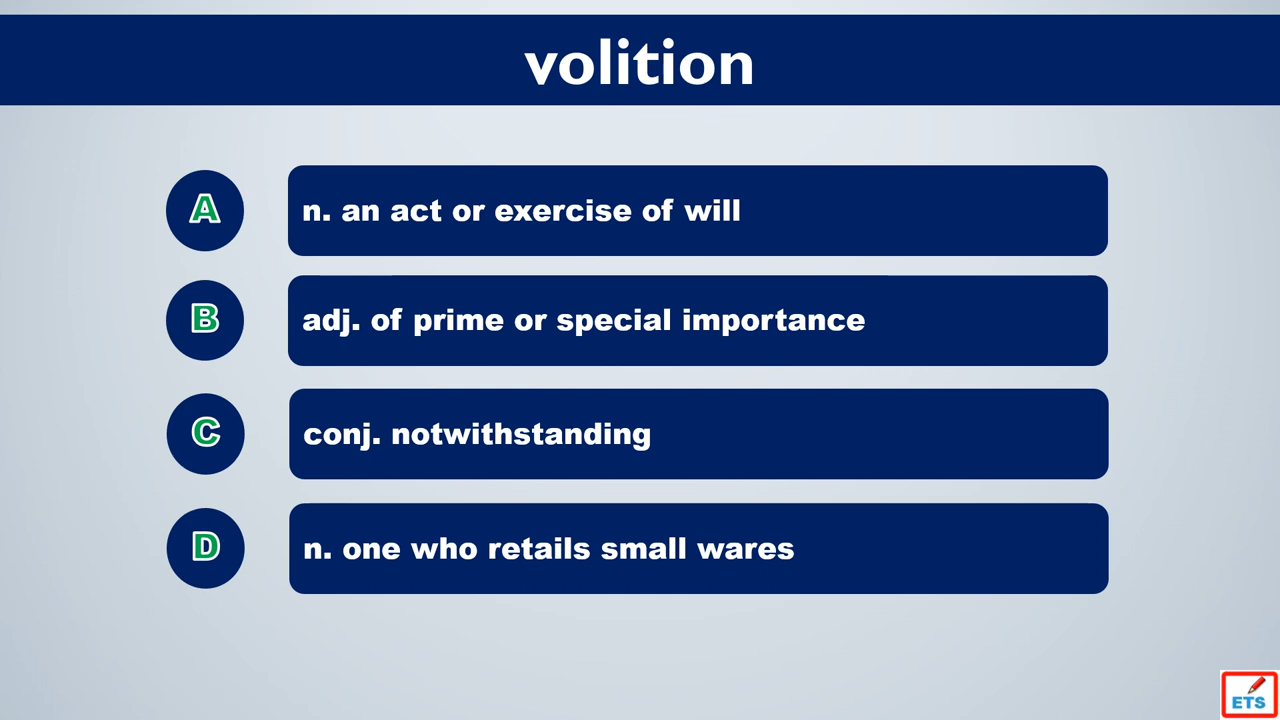 volition
A
n. an act or exercise of will
B
adj. of prime or special importance
C
conj. notwithstanding
D
n. one who retails small wares
ETS